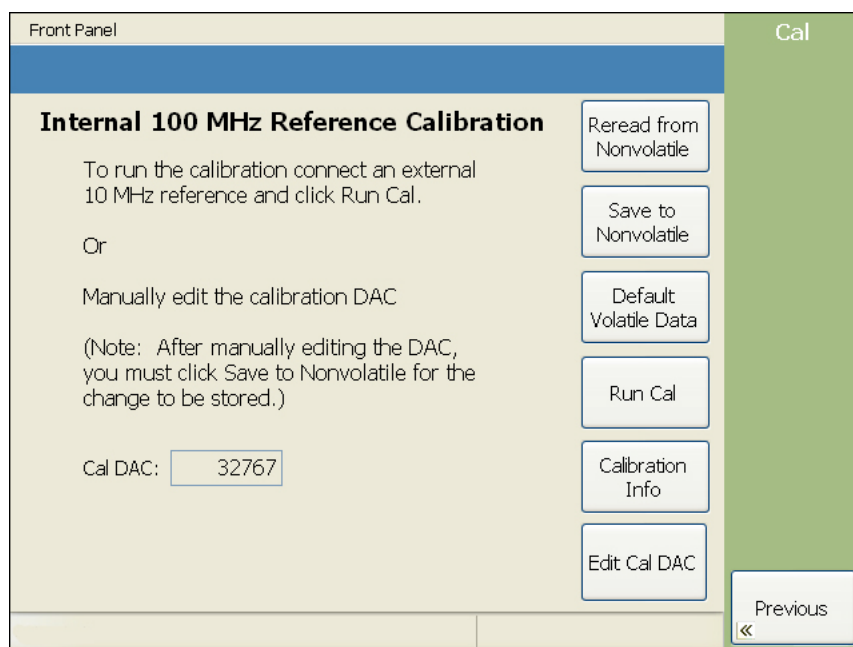 Front Panel
Cal
Internal 100 MHz Reference Calibration
To run the calibration connect an external
10 MHz reference and click Run Cal.
Or
Manually edit the calibration DAC
(Note: After manually editing the DAC,
you must click Save to Nonvolatile for the
change to be stored.)
Cal DAC: 32767
Reread from
Nonvolatile
Save to
Nonvolatile
Default
Volatile Data
Run Cal
Calibration
Info
Edit Cal DAC
Previous
«